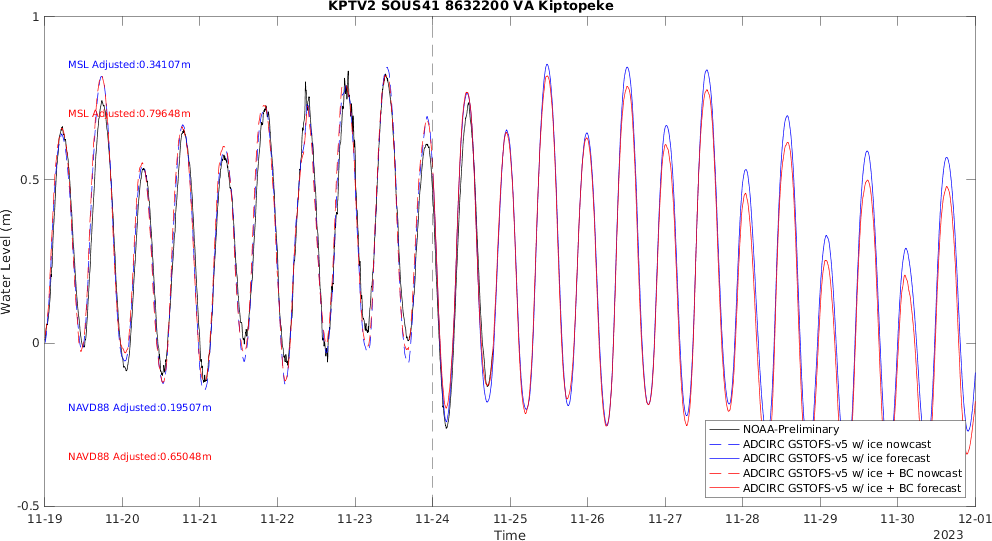 KPTV2 SOUS41 8632200 VA Kiptopeke
1
MSL Adjusted:0.34107m
MSL Adjusted:0.79648m
0.5
Water Level (m)
0
NAVD88 Adjusted:0.19507m
NAVD88 Adjusted:0.65048m
NOAA-Preliminary
ADCIRC GSTOFS-v5 w/ ice nowcast
ADCIRC GSTOFS-v5 w/ ice forecast
ADCIRC GSTOFS-v5 w/ ice + BC nowcast
ADCIRC GSTOFS-v5 w/ ice + BC forecast
-0.5
11-19 11-20 11-21 11-22 11-23 11-24 11-25 11-26 11-27 11-28 11-29 11-30 12-01
Time
2023